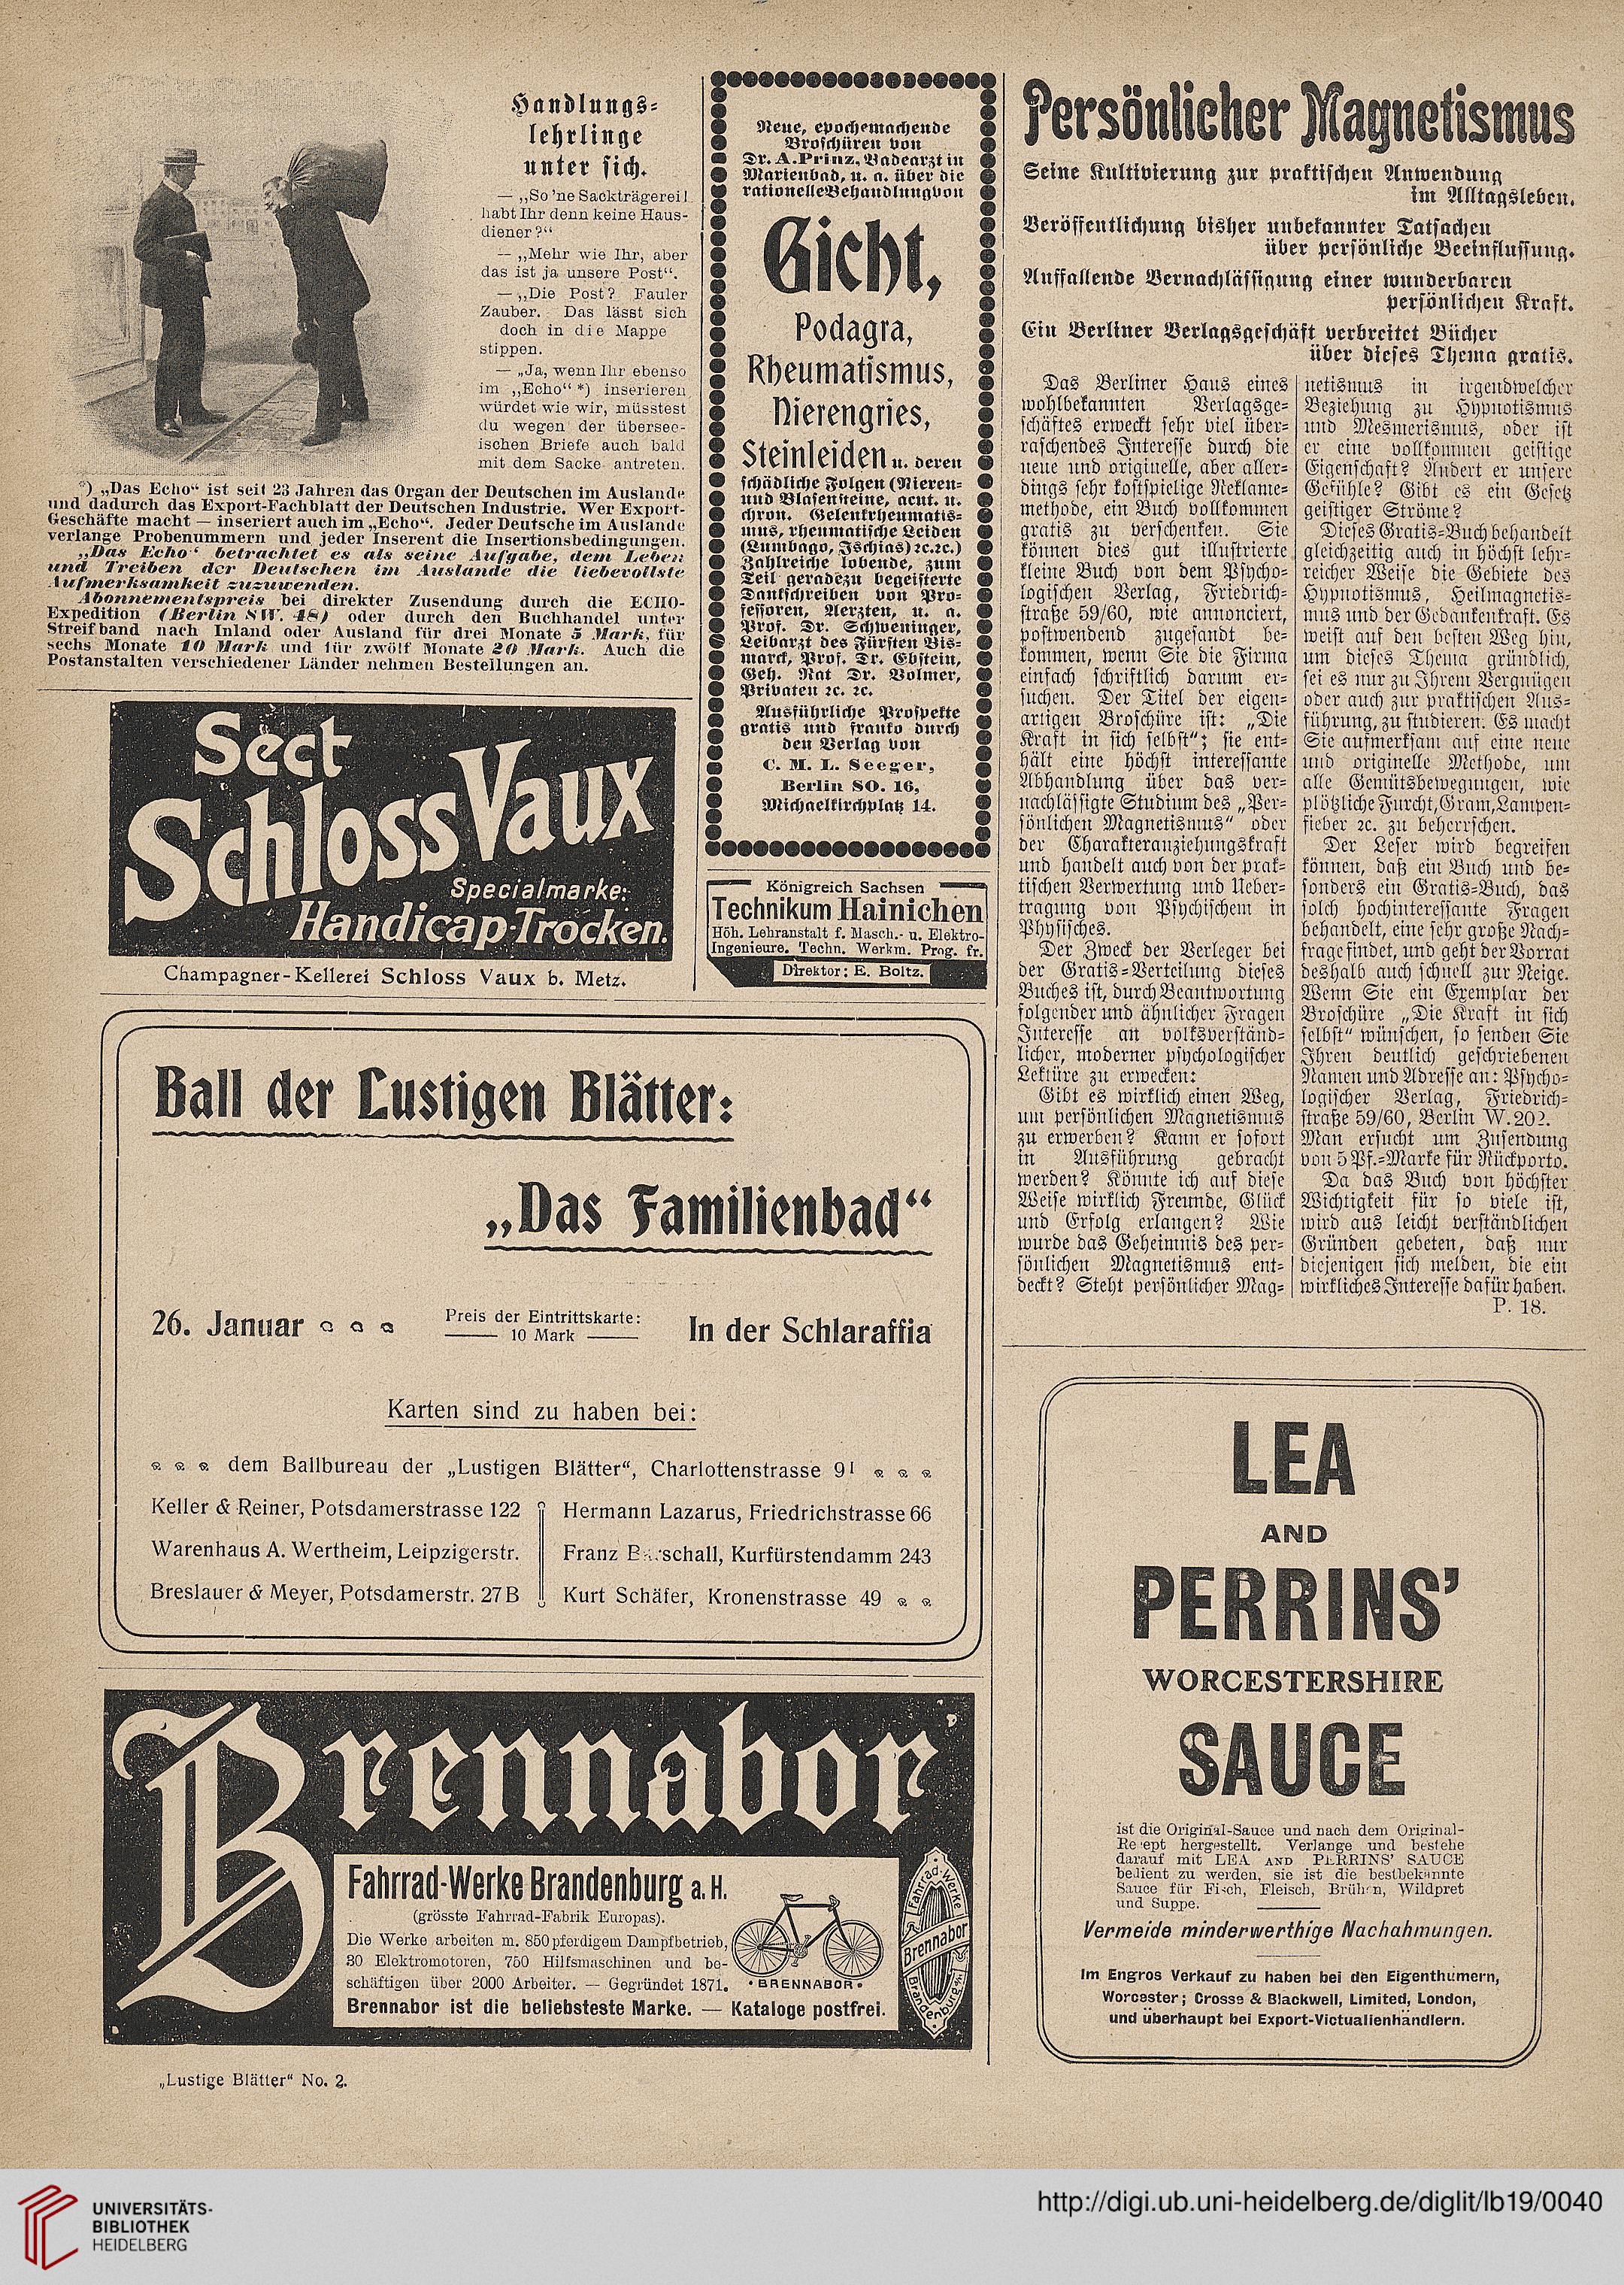 Handlungs-
lehrlinge
unter sich.
— „So 'ne Sackträgerei!
habt Ihr denn keine Haus-
diener?“
— „Mehr wie Ihr, aber
das ist ja unsere Post“.
— „Die Post? Fauler
Zauber. Das lässt sich
doch in die Mappe
stippen.
— „Ja, wenn Ihr ebenso
im „Echo“ *) inserieren
würdet wie wir, müsstest
du wegen der übersee-
ischen Briefe auch bald
mit dem Sacke antreten.
*) „Das Echo“ ist seit 23 Jahren das Organ der Deutschen im Auslande
und dadurch das Export-Fachblatt der Deutschen Industrie. Wer Export-
Geschäfte macht — inseriert auch im „Echo“. Jeder Deutsche im Auslande
verlange Probenummern und jeder Inserent die Insertionsbedingungen.
„Das Echo“ betrachtet es als seine Aufgabe, dem Leben
und Treiben der Deutschen im Auslande die liebevollste
Aufmerksamkeit zuzuwenden.
Abonnementspreis bei direkter Zusendung durch die ECHO-
Expedition (Berlin SW. 48) oder durch den Buchhandel unter
Streifband nach Inland oder Ausland für drei Monate 5 Mark, für
sechs Monate 10 Mark und für zwölf Monate 20 Mark. Auch die
Postanstalten verschiedener Länder nehmen Bestellungen an.
Sect
Schloss Vaux
Specialmarke:
Handicap-Trocken.
Champagner-Kellerei Schloss Vaux b. Metz.
Neue, epochemachende
Broschüren von
Dr. A. Prinz, Badearzt in
Marienbad, u. a. über die
rationelle Behandlung von
Gicht,
Podagra,
Rheumatismus,
Nierengries,
Steinleiden u. deren
schädliche Folgen (Nieren-
und Blasensteine, acut. u.
chron. Gelenkrheumatis-
mus, rheumatische Leiden
(Lumbago, Ischias) ꝛc.ꝛc.)
Zahlreiche lobende, zum
Teil geradezu begeisterte
Dankschreiben von Pro-
fessoren, Aerzten, u. a.
Prof. Dr. Schweninger,
Leibarzt des Fürsten Bis-
marck, Prof. Dr. Ebstein,
Geh. Rat Dr. Volmer,
Privaten ꝛc. ꝛc.
Ausführliche Prospekte
gratis und franko durch
den Verlag von
C. M. L. Seeger,
Berlin SO. 16,
Michaelkirchplatz 14.
Königreich Sachsen
Technikum Hainichen
Höh. Lehranstalt f. Masch.- u. Elektro-
Ingenieure, Techn. Werkm. Prog. fr.
Direktor: E. Boltz.
Persönlicher Magnetismus
Seine Kultivierung zur praktischen Anwendung
im Alltagsleben.
Veröffentlichung bisher unbekannter Tatsachen
über persönliche Beeinflussung.
Auffallende Vernachlässigung einer wunderbaren
persönlichen Kraft.
Ein Berliner Verlagsgeschäft verbreitet Bücher
über dieses Thema gratis.
Das Berliner Haus eines
wohlbekannten Verlagsge-
schäftes erweckt sehr viel über-
raschendes Interesse durch die
neue und originelle, aber aller-
dings sehr kostspielige Reklame-
methode, ein Buch vollkommen
gratis zu verschenken. Sie
können dies gut illustrierte
kleine Buch von dem Psycho-
logischen Verlag, Friedrich-
straße 59/60, wie annonciert,
postwendend zugesandt be-
kommen, wenn Sie die Firma
einfach schriftlich darum er-
suchen. Der Titel der eigen-
artigen Broschüre ist: „Die
Kraft in sich selbst“; sie ent-
hält eine höchst interessante
Abhandlung über das ver-
nachlässigte Studium des „Per-
sönlichen Magnetismus“ oder
der Charakteranziehungskraft
und handelt auch von der prak-
tischen Verwertung und Ueber-
tragung von Psychischem in
Physisches.
Der Zweck der Verleger bei
der Gratis-Verteilung dieses
Buches ist, durch Beantwortung
folgender und ähnlicher Fragen
Interesse an volksverständ-
licher, moderner psychologischer
Lektüre zu erwecken:
Gibt es wirklich einen Weg,
um persönlichen Magnetismus
zu erwerben? Kann er sofort
in Ausführung gebracht
werden? Könnte ich auf diese
Weise wirklich Freunde, Glück
und Erfolg erlangen? Wie
wurde das Geheimnis des per-
sönlichen Magnetismus ent-
deckt? Steht persönlicher Mag-
netismus in irgendwelcher
Beziehung zu Hypnotismus
und Mesmerismus, oder ist
er eine vollkommen geistige
Eigenschaft? Ändert er unsere
Gefühle? Gibt es ein Gesetz
geistiger Ströme?
Dieses Gratis-Buch behandelt
gleichzeitig auch in höchst lehr-
reicher Weise die Gebiete des
Hypnotismus, Heilmagnetis-
mus und der Gedankenkraft. Es
weist auf den besten Weg hin,
um dieses Thema gründlich,
sei es nur zu Ihrem Vergnügen
oder auch zur praktischen Aus-
führung, zu studieren. Es macht
Sie aufmerksam auf eine neue
und originelle Methode, um
alle Gemütsbewegungen, wie
plötzliche Furcht, Gram, Lampen-
fieber ꝛc. zu beherrschen.
Der Leser wird begreifen
können, daß ein Buch und be-
sonders ein Gratis-Buch, das
solch hochinteressante Fragen
behandelt, eine sehr große Nach-
frage findet, und geht der Vorrat
deshalb auch schnell zur Neige.
Wenn Sie ein Exemplar der
Broschüre „Die Kraft in sich
selbst“ wünschen, so senden Sie
Ihren deutlich geschriebenen
Namen und Adresse an: Psycho-
logischer Verlag, Friedrich-
straße 59/60, Berlin W. 202.
Man ersucht um Zusendung
von 5 Pf.-Marke für Rückporto.
Da das Buch von höchster
Wichtigkeit für so viele ist,
wird aus leicht verständlichen
Gründen gebeten, daß nur
diejenigen sich melden, die ein
wirkliches Interesse dafür haben.
P. 18.
Ball der Lustigen Blätter:
„Das Familienbad“
26. Januar
Preis der Eintrittskarte:
10 Mark
In der Schlaraffia
Karten sind zu haben bei:
dem Ballbureau der „Lustigen Blätter“, Charlottenstrasse 91
Keller & Reiner, Potsdamerstrasse 122
Warenhaus A. Wertheim, Leipzigerstr.
Breslauer & Meyer, Potsdamerstr. 27 B
Hermann Lazarus, Friedrichstrasse 66
Franz schall, Kurfürstendamm 243
Kurt Schäfer, Kronenstrasse 49
Brennabor
Fahrrad-Werke Brandenburg a. H.
(grösste Fahrrad-Fabrik Europas).
Die Werke arbeiten m. 850pferdigem Dampfbetrieb,
30 Elektromotoren, 750 Hilfsmaschinen und be-
schäftigen über 2000 Arbeiter. — Gegründet 1871.
Brennabor ist die beliebsteste Marke. — Kataloge postfrei.
• BRENNABOR •
Fahrrad-Werke
Brennabor
Brandenburg a/H
LEA
AND
PERRINS'
WORCESTERSHIRE
SAUCE
ist die Original-Sauce und nach dem Original-
Rezept hergestellt. Verlange und bestehe
darauf mit LEA AND PERRINS' SAUCE
bedient zu werden, sie ist die bestbekannte
Sauce für Fisch, Fleisch, Brühen, Wildpret
und Suppe.
Vermeide minderwerthige Nachahmungen.
Im Engros Verkauf zu haben bei den Eigenthümern,
Worcester; Crosse & Blackwell, Limited, London,
und überhaupt bei Export-Victualienhändlern.
„Lustige Blätter“ No. 2.
UNIVERSITÄTS-
BIBLIOTHEK
HEIDELBERG
http://digi.ub.uni-heidelberg.de/diglit/lb19/0040